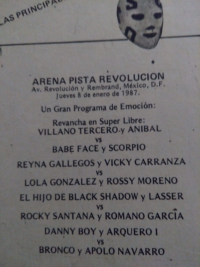 LAS PRINCIPAL
ARENA PISTA REVOLUCION
Av. Revolución y Rembrand, México, D.F.
Jueves 8 de enero de 1987.
Un Gran Programa de Emoción:
Revancha en Super Libre:
VILLANO TERCERO y ANIBAL
vs
BABE FACE y SCORPIO
REYNA GALLEGOS y VICKY CARRANZA
vs
LOLA GONZALEZ y ROSSY MORENO
EL HIJO DE BLACK SHADOW y LASSER
vs
ROCKY SANTANA y ROMANO GARCIA
DANNY BOY y ARQUERO I
vs
BRONCO y APOLO NAVARRO